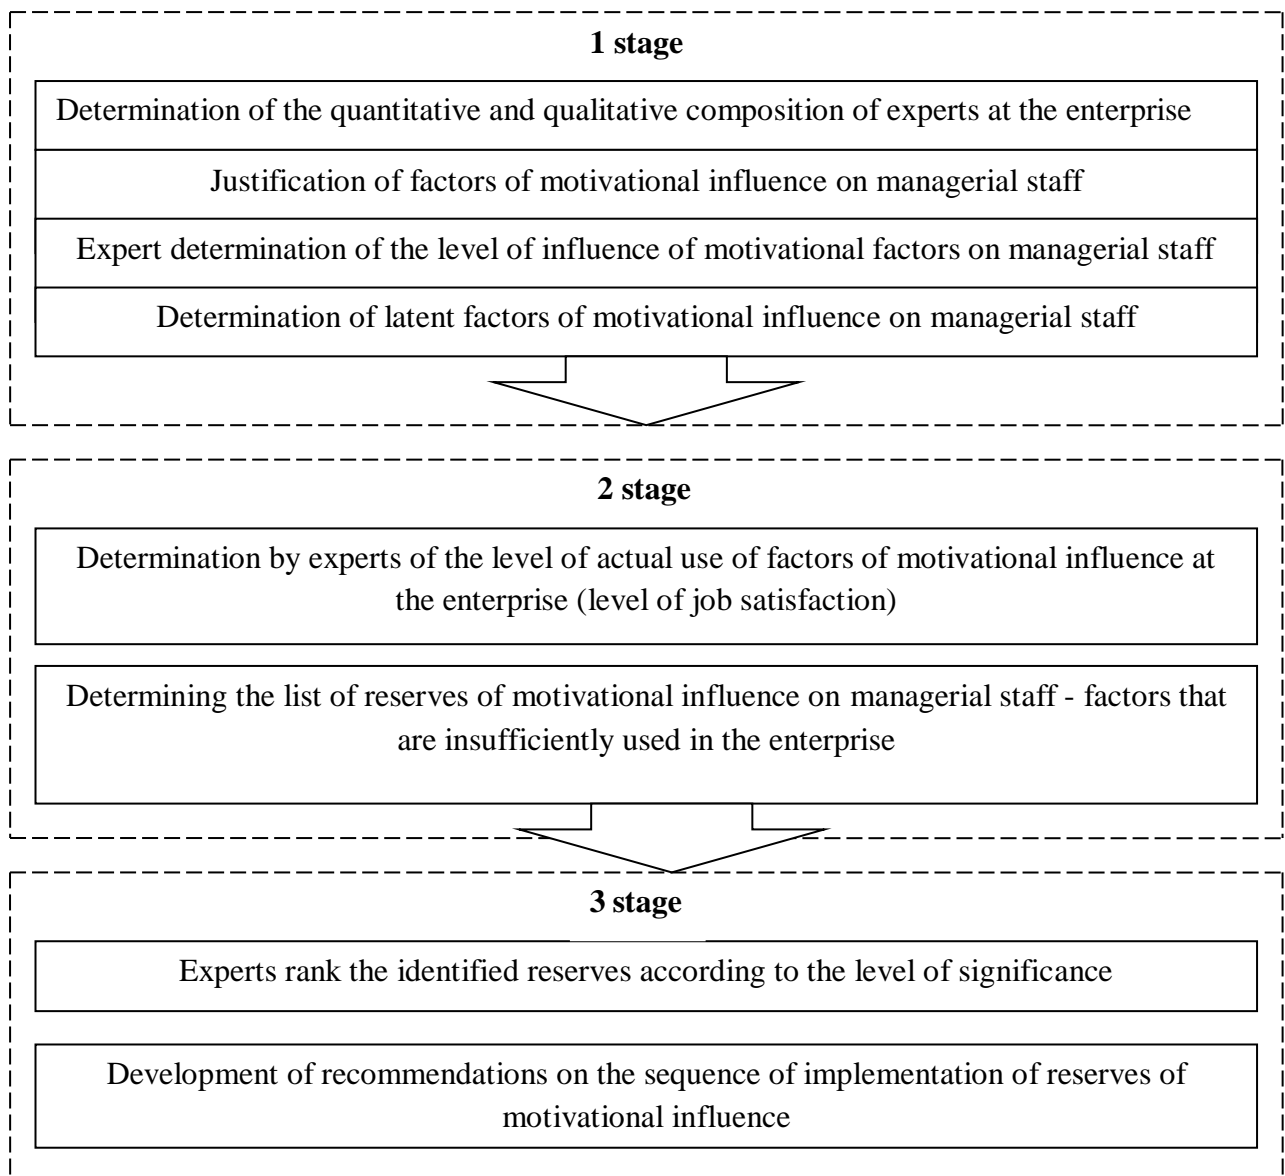 1 stage
Determination of the quantitative and qualitative composition of experts at the enterprise
Justification of factors of motivational influence on managerial staff
Expert determination of the level of influence of motivational factors on managerial staff
Determination of latent factors of motivational influence on managerial staff
2 stage
Determination by experts of the level of actual use of factors of motivational influence at
the enterprise (level of job satisfaction)
Determining the list of reserves of motivational influence on managerial staff - factors that
are insufficiently used in the enterprise
3 stage
Experts rank the identified reserves according to the level of significance
Development of recommendations on the sequence of implementation of reserves of
motivational influence